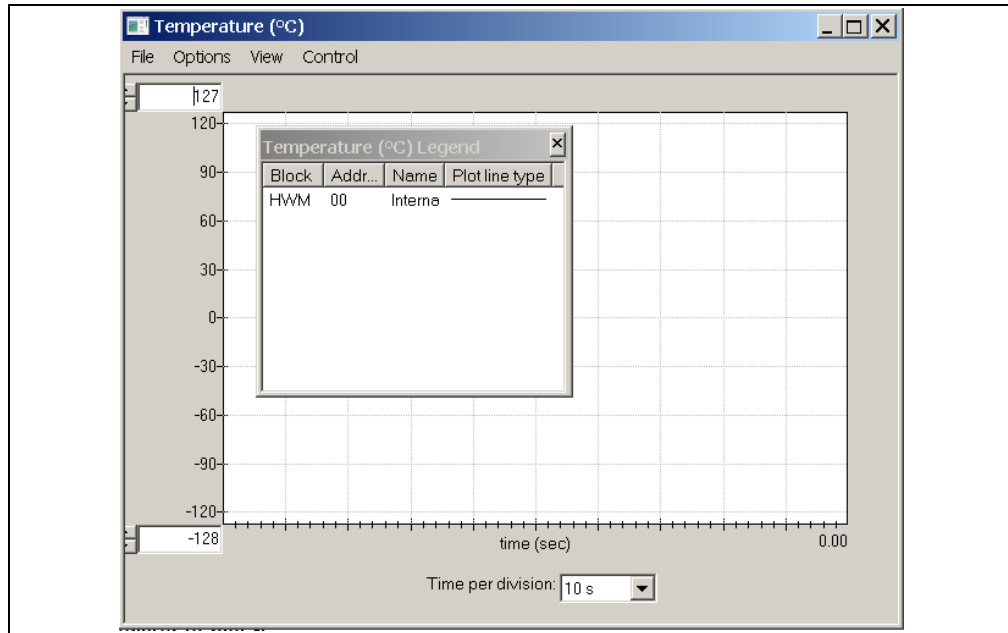 Temperature (°C)
File Options View Control
127
120
Temperature (°C) Legend
90
Block Addr... Name Plot line type
HWM 00 Interna
60
30
0
-30
-60
-90
-120
-128
time (sec) 0.00
Time per division: 10 s